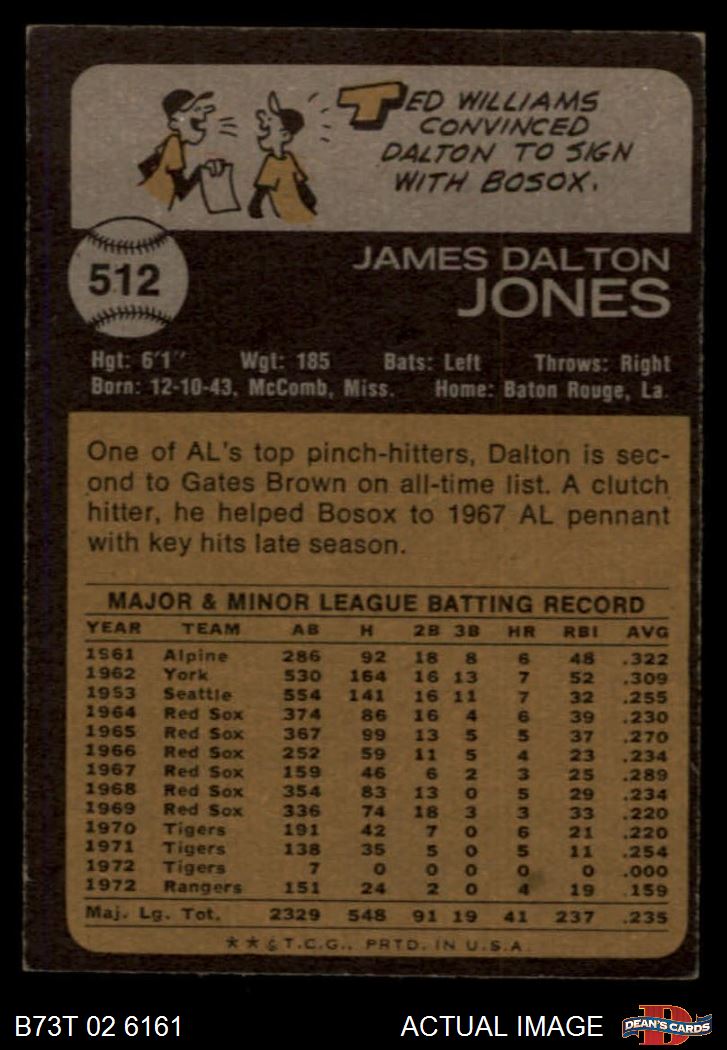 TED WILLIAMS
CONVINCED
DALTON TO SIGN
WITH BOSOX.
512
JAMES DALTON
JONES
Hgt: 6'1" Wgt: 185 Bats: Left Throws: Right
Born: 12-10-43, McComb, Miss. Home: Baton Rouge, La.
One of AL's top pinch-hitters, Dalton is sec-
ond to Gates Brown on all-time list. A clutch
hitter, he helped Bosox to 1967 AL pennant
with key hits late season.
MAJOR & MINOR LEAGUE BATTING RECORD
YEAR TEAM AB H 2B 3B HR RBI AVG
1961 Alpine 286 92 18 8 6 48 .322
1962 York 530 164 16 13 7 52 .309
1953 Seattle 554 141 16 11 7 32 .255
1964 Red Sox 374 86 16 4 6 39 .230
1965 Red Sox 367 99 13 5 5 37 .270
1966 Red Sox 252 59 11 5 4 23 .234
1967 Red Sox 159 46 6 2 3 25 .289
1968 Red Sox 354 83 13 0 5 29 .234
1969 Red Sox 336 74 18 3 3 33 .220
1970 Tigers 191 42 7 0 6 21 .220
1971 Tigers 138 35 5 0 5 11 .254
1972 Tigers 7 0 0 0 0 0 .000
1972 Rangers 151 24 2 0 4 19 .159
Maj. Lg. Tot. 2329 548 91 19 41 237 .235
★★© T.C.G., PRTD. IN U.S.A.
B73T 02 6161 ACTUAL IMAGE D DEAN'S CARDS